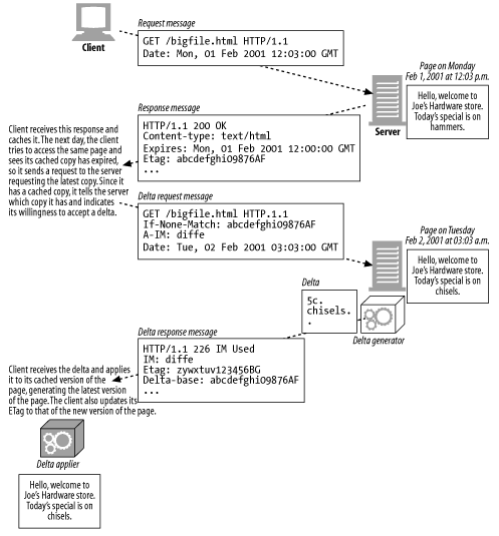 Request message
GET /bigfile.html HTTP/1.1
Date: Mon, 01 Feb 2001 12:03:00 GMT
Client
Page on Monday
Feb 1, 2001 at 12:03 p.m.
Hello, welcome to
Joe's Hardware store.
Today's special is on
hammers.
Server
Response message
HTTP/1.1 200 OK
Content-type: text/html
Expires: Mon, 01 Feb 2001 12:00:00 GMT
Etag: abcdefghi09876AF
...
Client receives this response and
caches it. The next day, the client
tries to access the same page and
sees its cached copy has expired,
so it sends a request to the server
requesting the latest copy. Since it
has a cached copy, it tells the server
which copy it has and indicates
its willingness to accept a delta.
Delta request message
GET /bigfile.html HTTP.1.1
If-None-Match: abcdefghi09876AF
A-IM: diffe
Date: Tue, 02 Feb 2001 03:03:00 GMT
Page on Tuesday
Feb 2, 2001 at 03:03 a.m.
Hello, welcome to
Joe's Hardware store.
Today's special is on
chisels.
Delta
5c.
chisels.
.
Delta generator
Delta response message
HTTP/1.1 226 IM Used
IM: diffe
Etag: zywxtuv123456BG
Delta-base: abcdefghi09876AF
...
Client receives the delta and applies
it to its cached version of the
page, generating the latest version
of the page. The client also updates its
ETag to that of the new version of the page.
Delta applier
Hello, welcome to
Joe's Hardware store.
Today's special is on
chisels.